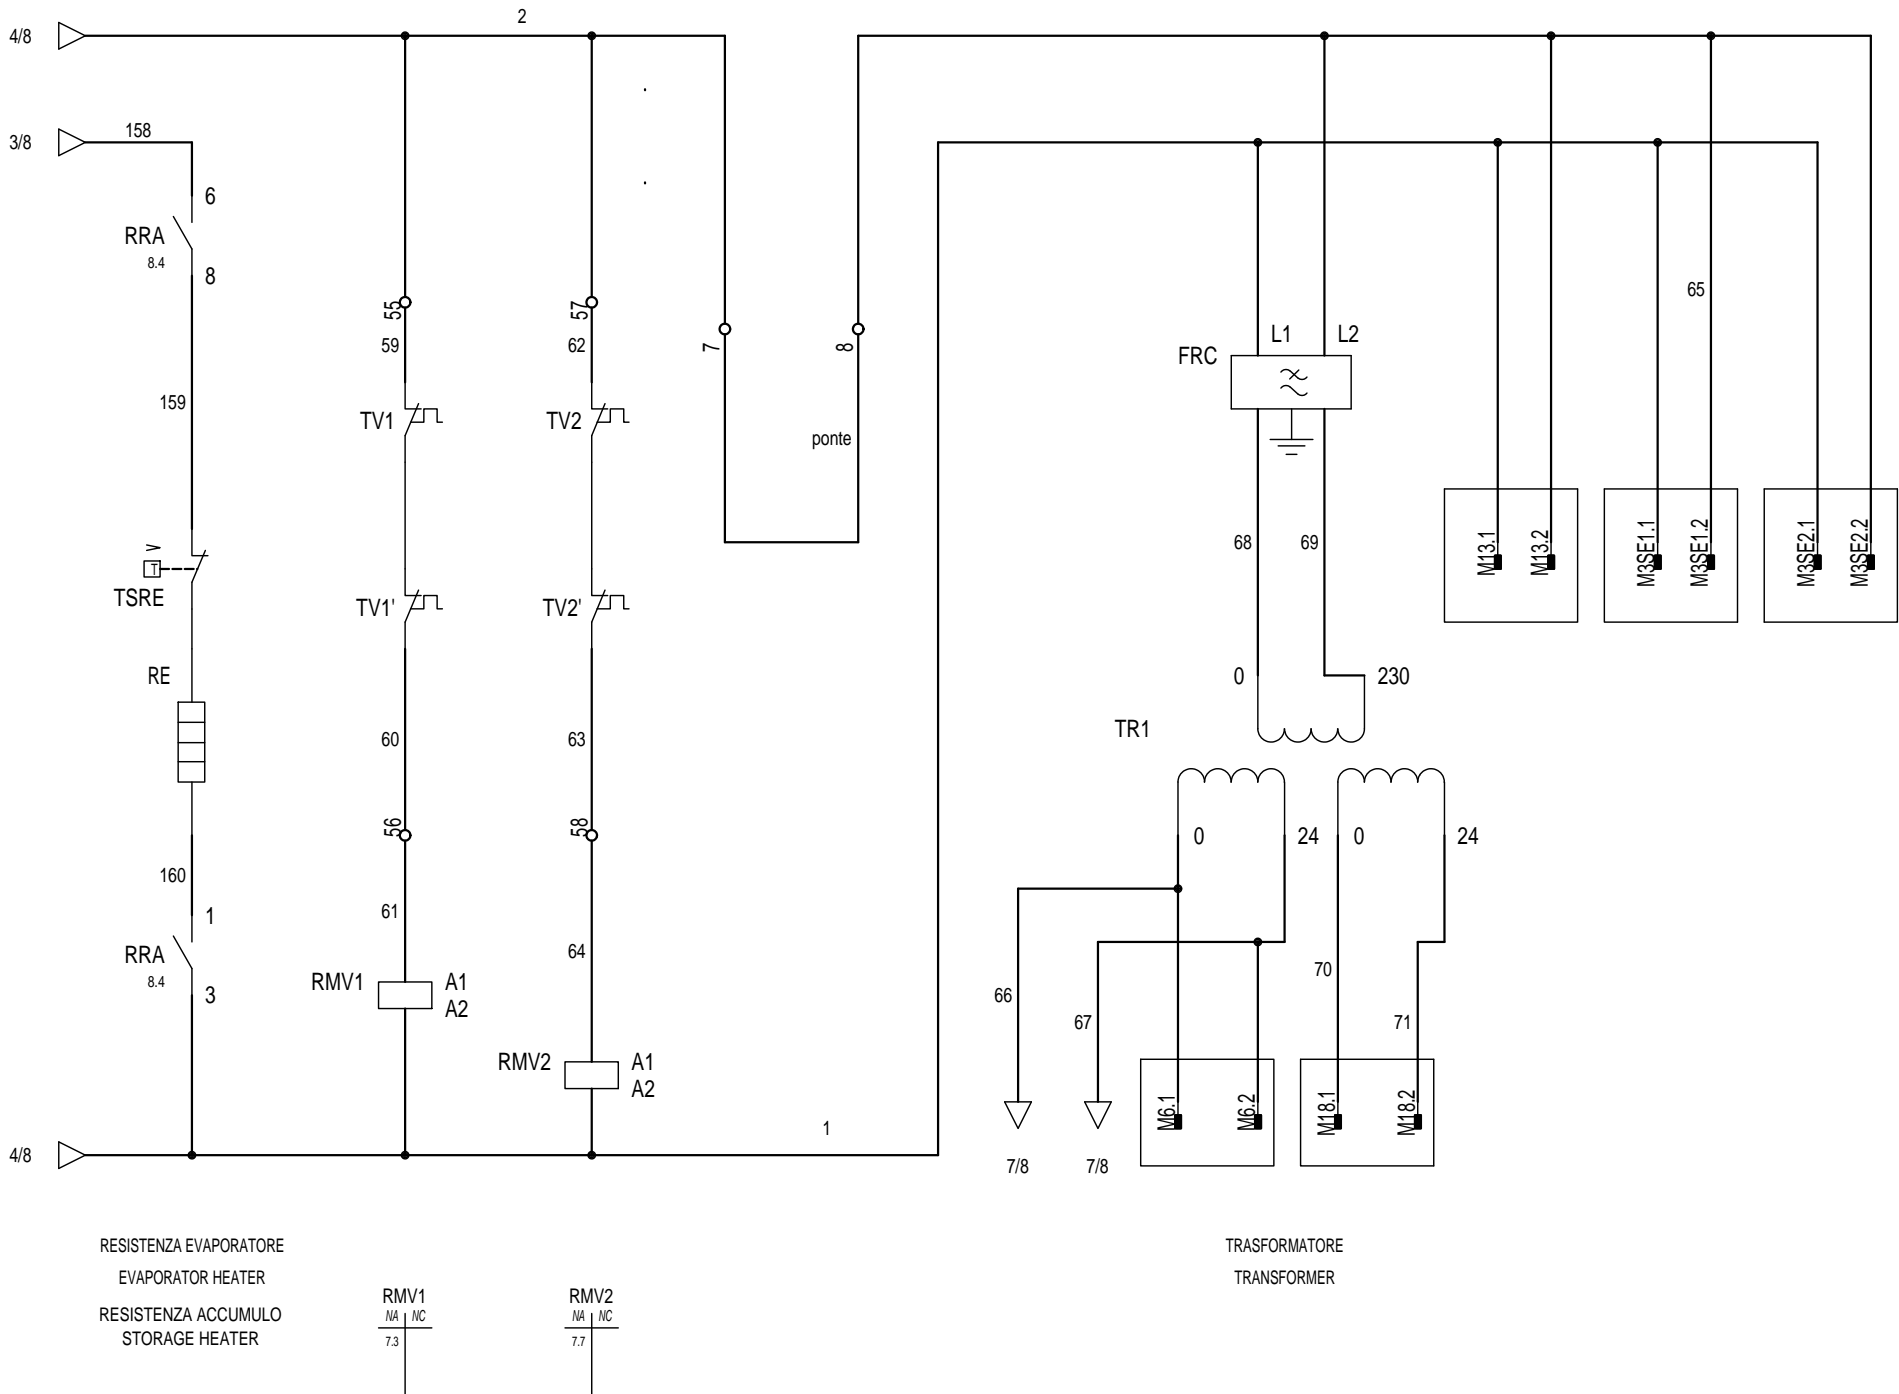 2
4/8
158
3/8
6
RRA
8.4
8
55
57
59
62
7
8
L1
L2
FRC
65
159
TV1
TV2
ponte
V
T
TSRE
TV1'
TV2'
68
69
M13.1
M13.2
M3SE1.1
M3SE1.2
M3SE2.1
M3SE2.2
RE
0
230
TR1
60
63
56
58
0
24
0
24
160
61
1
RRA
8.4
3
64
RMV1
A1
A2
RMV2
A1
A2
66
67
70
71
M6.1
M6.2
M18.1
M18.2
1
4/8
7/8
7/8
RESISTENZA EVAPORATORE
EVAPORATOR HEATER
RESISTENZA ACCUMULO
STORAGE HEATER
TRASFORMATORE
TRANSFORMER
RMV1
NA NC
7.3
RMV2
NA NC
7.7